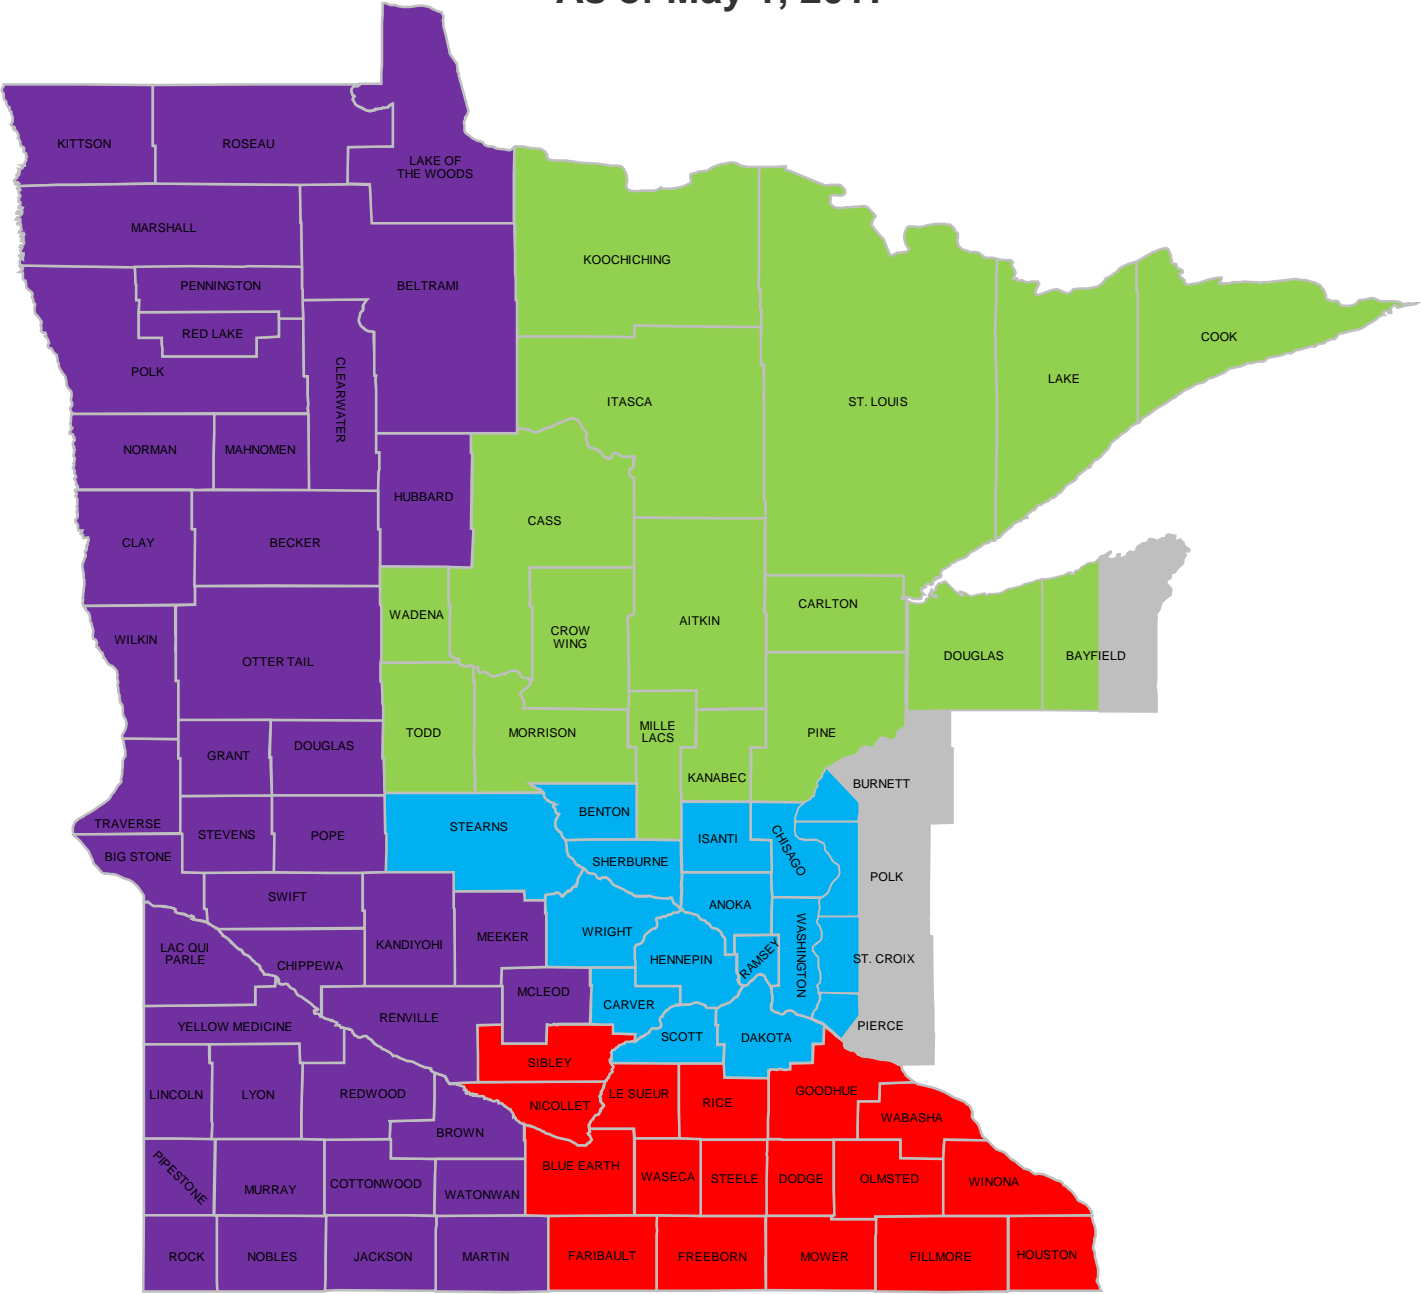 As of May 1, 2017
KITTSON
ROSEAU
LAKE OF
THE WOODS
MARSHALL
KOOCHICHING
PENNINGTON
BELTRAMI
RED LAKE
COOK
POLK
CLEARWATER
LAKE
ITASCA
ST. LOUIS
NORMAN
MAHNOMEN
HUBBARD
CASS
CLAY
BECKER
CARLTON
WADENA
AITKIN
CROW
WING
WILKIN
OTTER TAIL
DOUGLAS
BAYFIELD
TODD
MORRISON
MILLE
LACS
PINE
GRANT
DOUGLAS
KANABEC
BURNETT
TRAVERSE
STEVENS
POPE
STEARNS
BENTON
ISANTI
CHISAGO
BIG STONE
SHERBURNE
POLK
SWIFT
ANOKA
LAC QUI
PARLE
KANDIYOHI
MEEKER
WRIGHT
HENNEPIN
RAMSEY
WASHINGTON
ST. CROIX
CHIPPEWA
MCLEOD
CARVER
YELLOW MEDICINE
RENVILLE
SCOTT
DAKOTA
PIERCE
SIBLEY
LINCOLN
LYON
REDWOOD
NICOLLET
LE SUEUR
RICE
GOODHUE
WABASHA
BROWN
PIPESTONE
MURRAY
COTTONWOOD
WATONWAN
BLUE EARTH
WASECA
STEELE
DODGE
OLMSTED
WINONA
ROCK
NOBLES
JACKSON
MARTIN
FARIBAULT
FREEBORN
MOWER
FILLMORE
HOUSTON